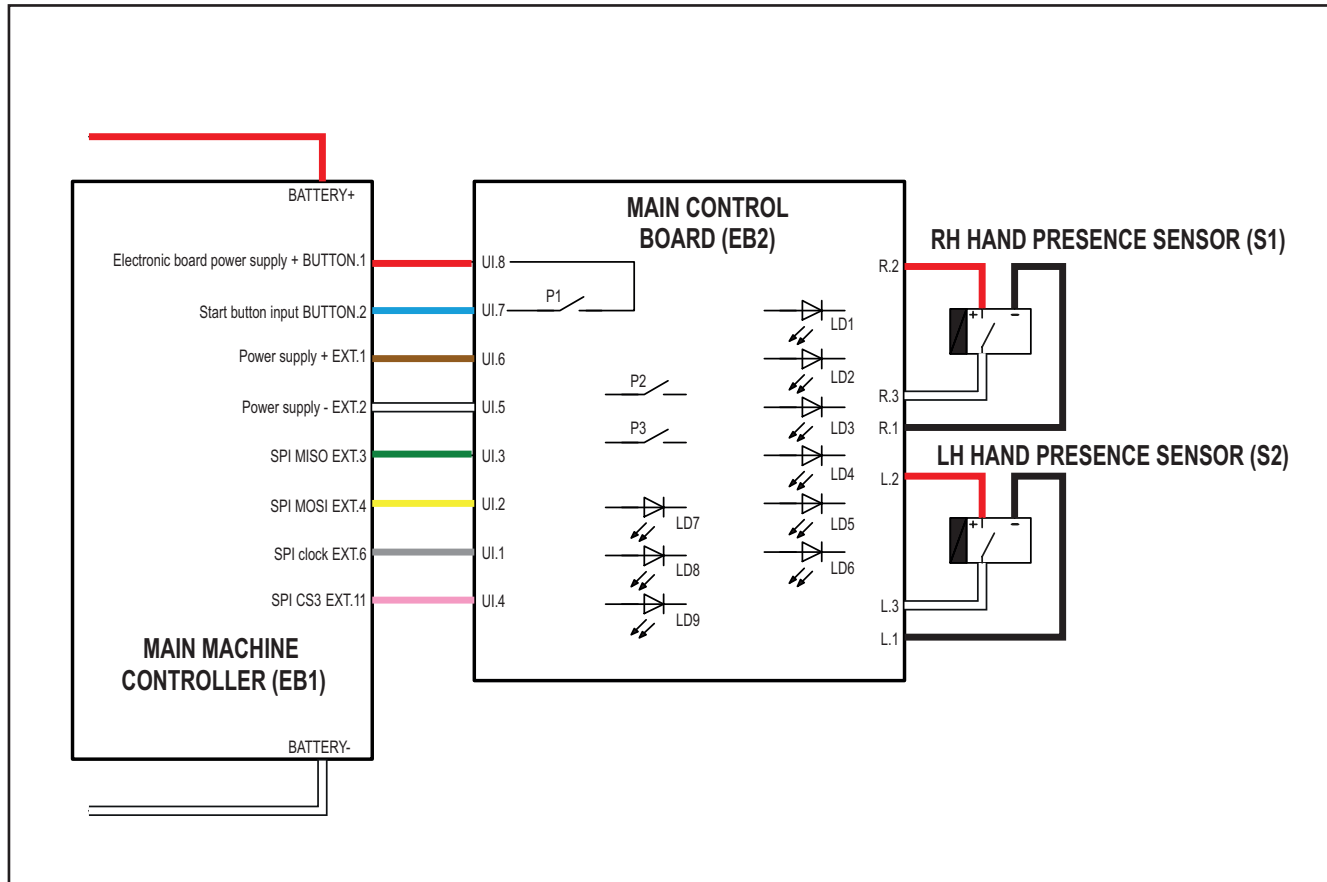 BATTERY+
Electronic board power supply + BUTTON.1
Start button input BUTTON.2
Power supply + EXT.1
Power supply - EXT.2
SPI MISO EXT.3
SPI MOSI EXT.4
SPI clock EXT.6
SPI CS3 EXT.11
MAIN MACHINE
CONTROLLER (EB1)
BATTERY-
MAIN CONTROL
BOARD (EB2)
UI.8
UI.7
UI.6
UI.5
UI.3
UI.2
UI.1
UI.4
P1
P2
P3
LD7
LD8
LD9
LD1
LD2
LD3
LD4
LD5
LD6
R.2
R.3
R.1
L.2
L.3
L.1
RH HAND PRESENCE SENSOR (S1)
+ -
LH HAND PRESENCE SENSOR (S2)
+ -